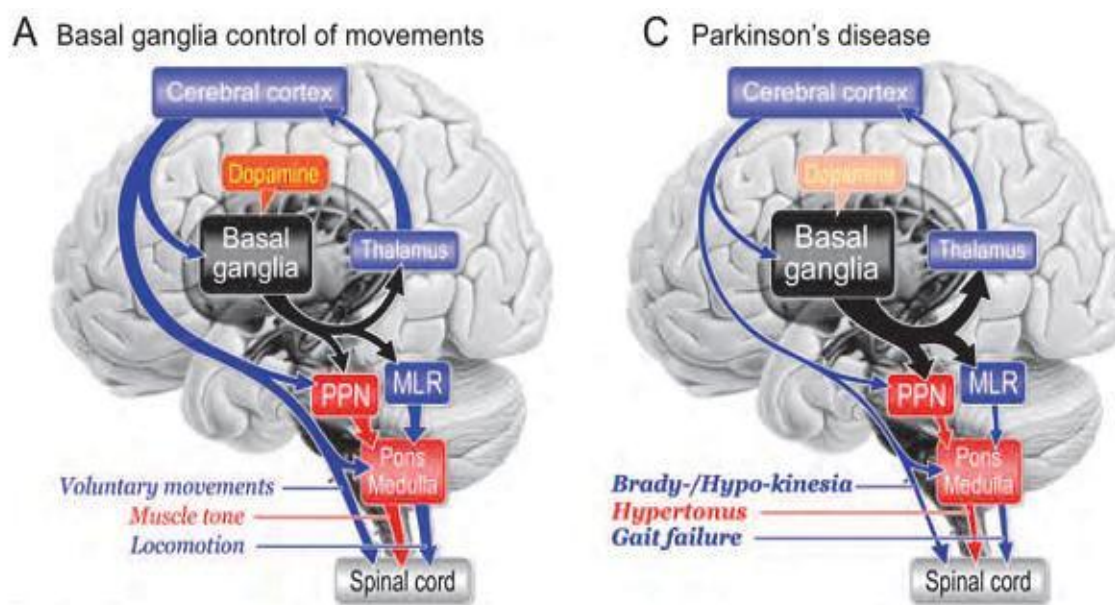 A Basal ganglia control of movements
Cerebral cortex
Dopamine
Basal
ganglia
Thalamus
PPN
MLR
Pons
Medulla
Voluntary movements
Muscle tone
Locomotion
Spinal cord
C Parkinson's disease
Cerebral cortex
Dopamine
Basal
ganglia
Thalamus
PPN
MLR
Pons
Medulla
Brady-/Hypo-kinesia
Hypertonus
Gait failure
Spinal cord